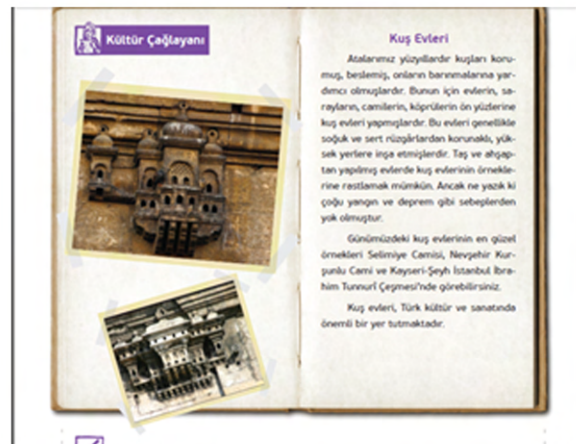 Kültür Çağlayanı
Kuş Evleri
Atalarımız yüzyıllardır kuşları koru-
muş, beslemiş, onların barınmalarına yar-
dımcı olmuşlardır. Bunun için evlerin, sa-
rayların, camilerin, köprülerin ön yüzlerine
kuş evleri yapmışlardır. Bu evleri genellikle
soğuk ve sert rüzgârlardan korunaklı, yük-
sek yerlere inşa etmişlerdir. Taş ve ahşap-
tan yapılmış evlerde kuş evlerinin örnekle-
rine rastlamak mümkün. Ancak ne yazık ki
çoğu yangın ve deprem gibi sebeplerden
yok olmuştur.
Günümüzdeki kuş evlerinin en güzel
örnekleri Selimiye Camisi, Nevşehir Kur-
şunlu Cami ve Kayseri-Şeyh İstanbul İbra-
him Tunnurî Çeşmesi'nde görebilirsiniz.
Kuş evleri, Türk kültür ve sanatında
önemli bir yer tutmaktadır.